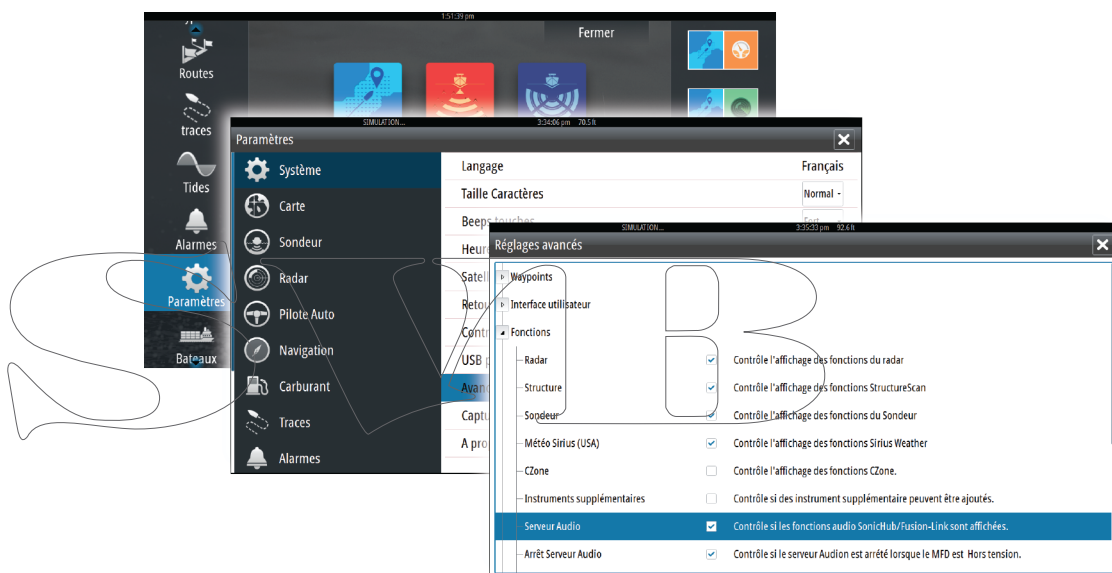 1:51:39 pm
Fermer
Routes
traces
Tides
Alarmes
Paramètres
Bateaux
SIMULATION... 3:34:06 pm 70.5 ft
Paramètres
Système
Carte
Sondeur
Radar
Pilote Auto
Navigation
Carburant
Traces
Alarmes
Langage Français
Taille Caractères Normal
Beeps touches Fort
Heure
USB
SIMULATION... 3:35:33 pm 92.6 ft
Réglages avancés
Waypoints
Interface utilisateur
Fonctions
Radar Contrôle l'affichage des fonctions du radar
Structure Contrôle l'affichage des fonctions StructureScan
Sondeur Contrôle l'affichage des fonctions du Sondeur
Météo Sirius (USA) Contrôle l'affichage des fonctions Sirius Weather
CZone Contrôle l'affichage des fonctions CZone.
Instruments supplémentaires Contrôle si des instrument supplémentaire peuvent être ajoutés.
Serveur Audio Contrôle si les fonctions audio SonicHub/Fusion-Link sont affichées.
Arrêt Serveur Audio Contrôle si le serveur Audion est arrété lorsque le MFD est Hors tension.
SVB